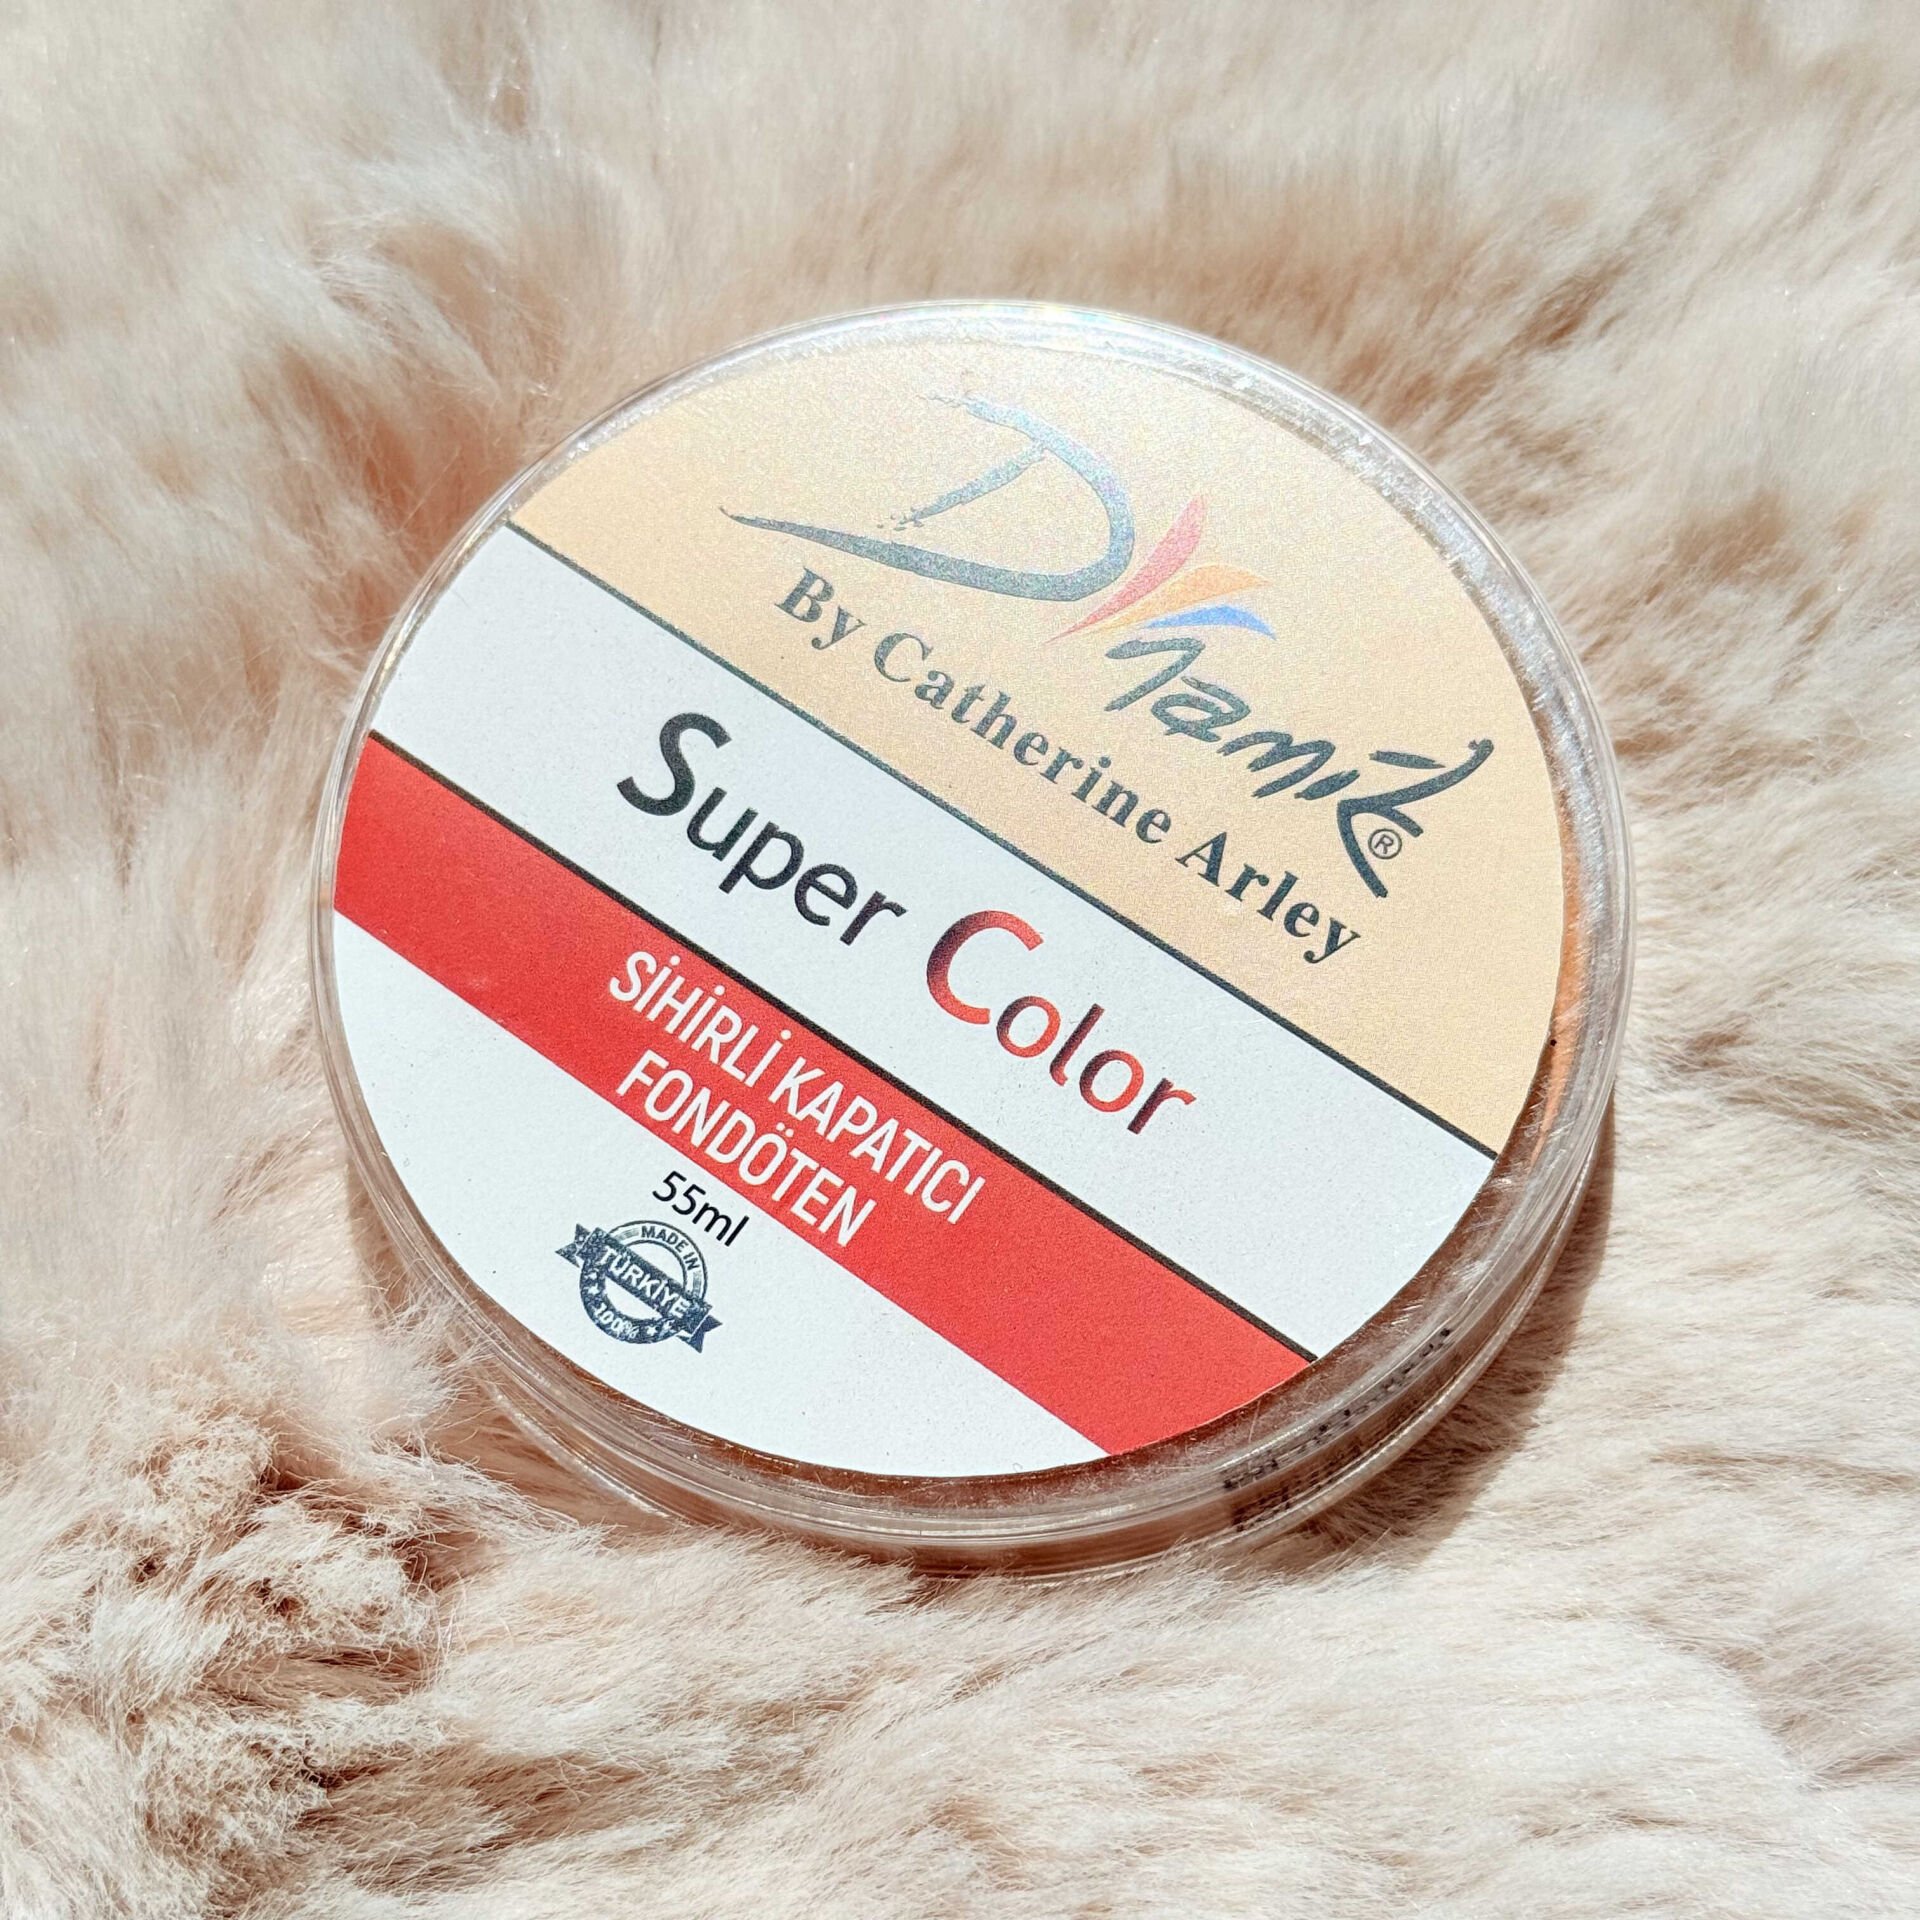 Dinamik®
By Catherine Arley
Super Color
SİHİRLİ KAPATICI
FONDÖTEN
55ml
MADE IN
TÜRKİYE
100%